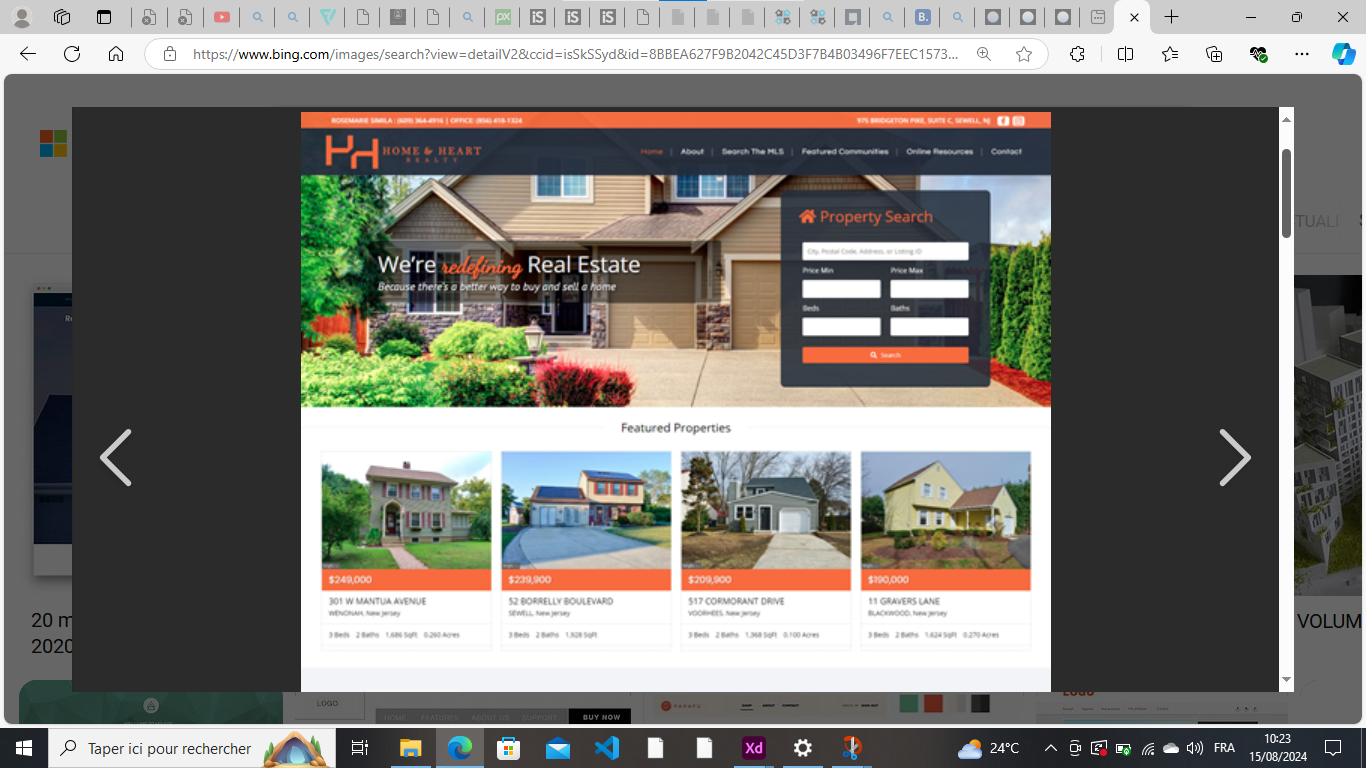 https://www.bing.com/images/search?view=detailV2&ccid=isSkSSyd&id=8BBEA627F9B2042C45D3F7B4B03496F7EEC1573...
ROSEMARIE SIMILA : (609) 364-4916 | OFFICE: (856) 418-1324
975 BRIDGETON PIKE, SUITE C, SEWELL, NJ
HOME & HEART
REALTY
Home | About | Search The MLS | Featured Communities | Online Resources | Contact
Property Search
City, Postal Code, Address, or Listing ID
Price Min Price Max
Beds Baths
Search
We're redefining Real Estate
Because there's a better way to buy and sell a home
Featured Properties
$249,000
301 W MANTUA AVENUE
WENONAH, New Jersey
3 Beds 2 Baths 1,686 SqFt 0.260 Acres
$239,900
52 BORRELLY BOULEVARD
SEWELL, New Jersey
3 Beds 2 Baths 1,928 SqFt
$209,900
517 CORMORANT DRIVE
VOORHEES, New Jersey
3 Beds 2 Baths 1,368 SqFt 0.100 Acres
$190,000
11 GRAVERS LANE
BLACKWOOD, New Jersey
3 Beds 2 Baths 1,624 SqFt 0.270 Acres
TUALI
20 m
2020
VOLUM
LOGO
HOME FEATURES ABOUT US SUPPORT BUY NOW
SHOP ABOUT CONTACT
Taper ici pour rechercher
Xd
24°C
FRA
10:23
15/08/2024